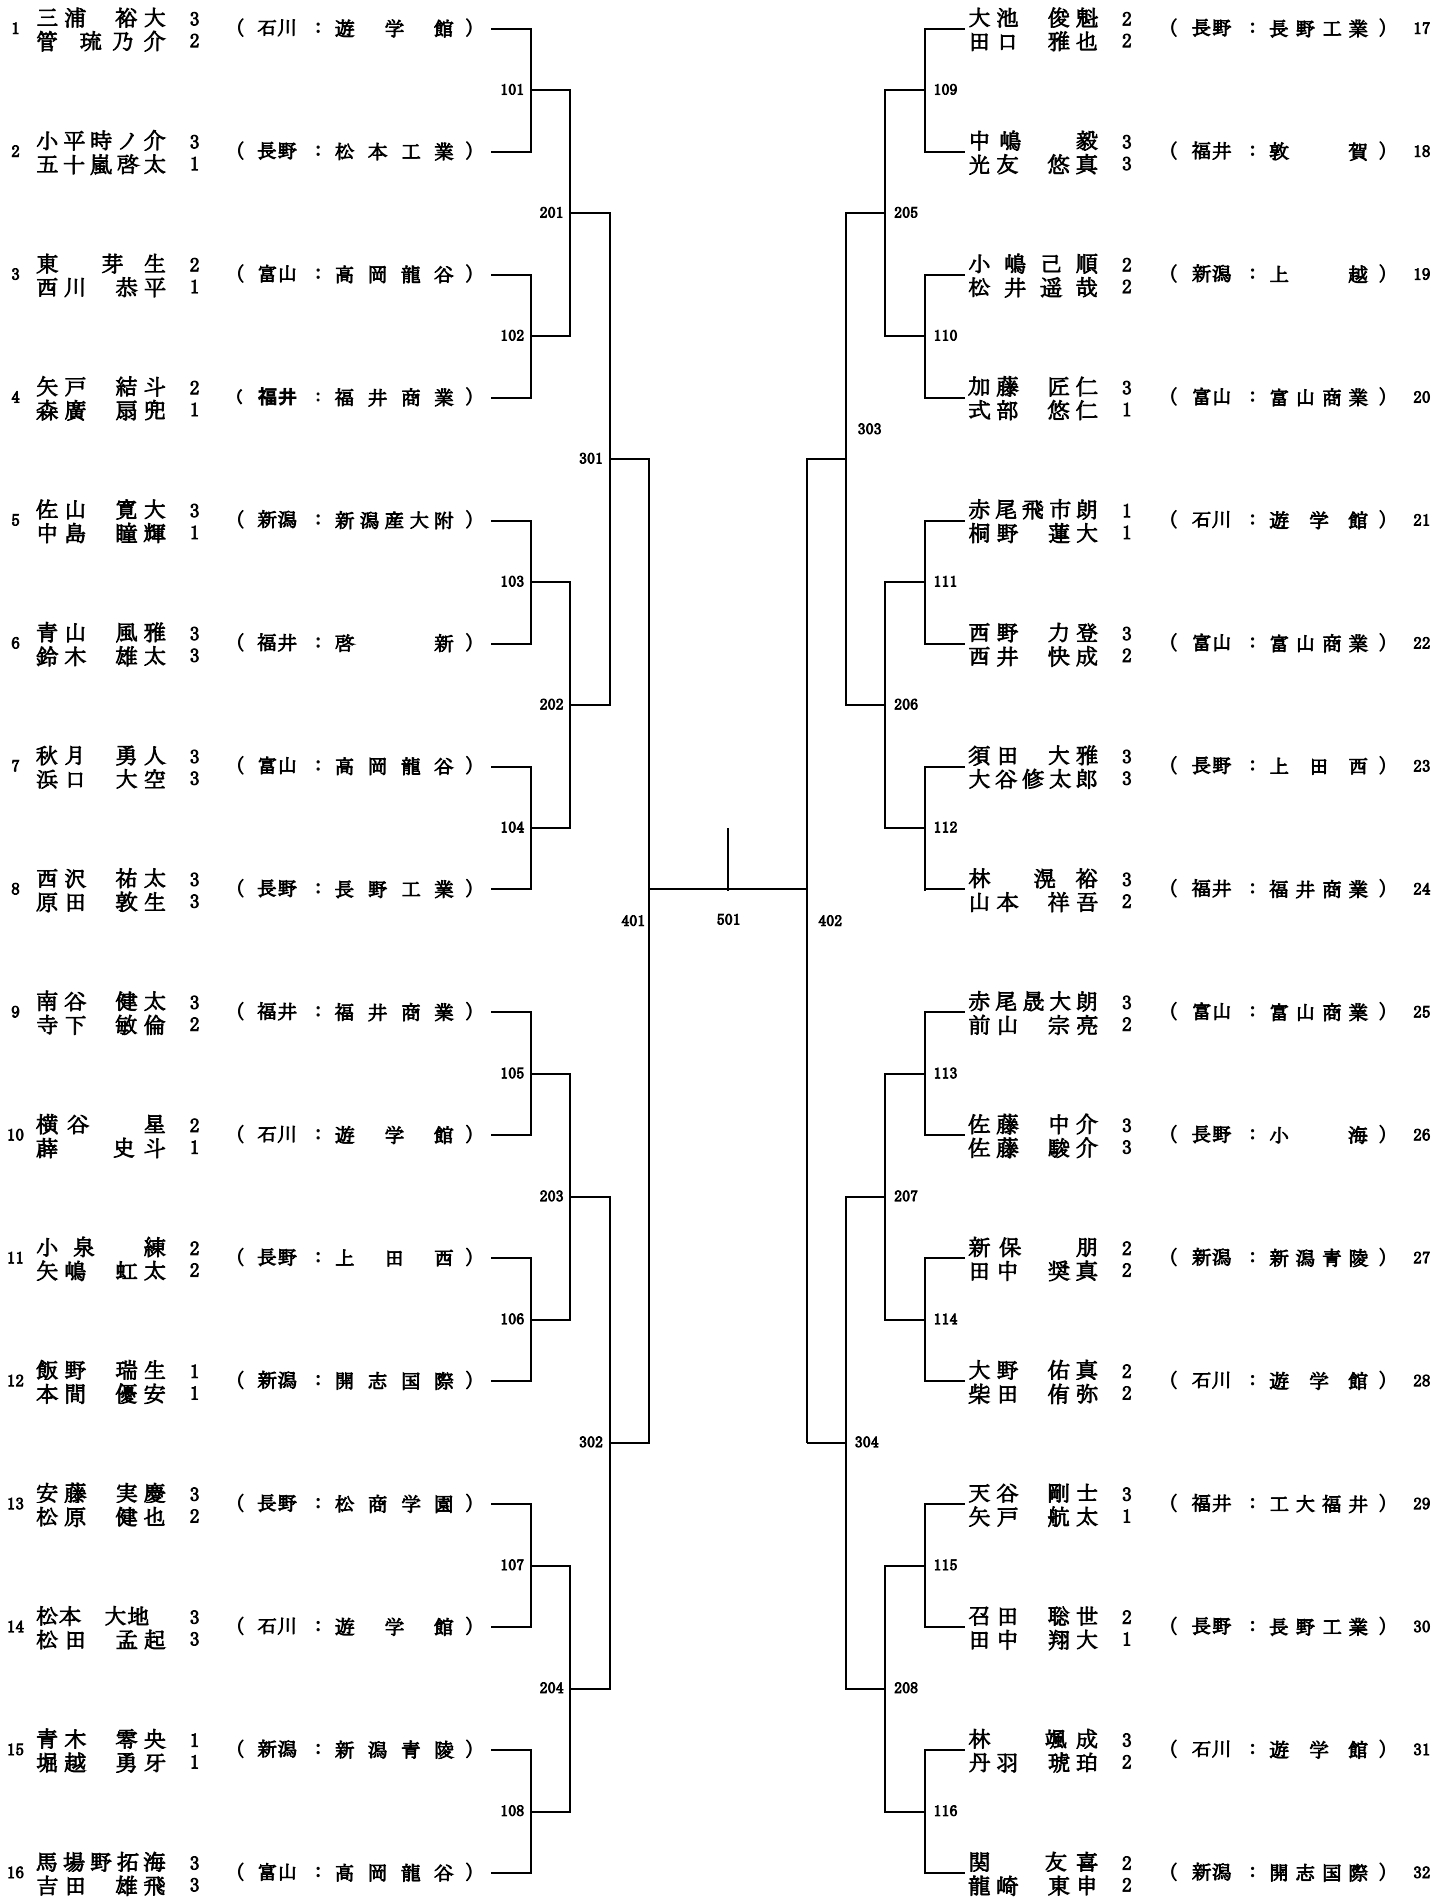 1 三浦 裕大 3 (石川 : 遊学館)
管 琉乃介 2
101
2 小平時ノ介 3 (長野 : 松本工業)
五十嵐啓太 1
201
3 東 芽生 2 (富山 : 高岡龍谷)
西川 恭平 1
102
4 矢戸 結斗 2 (福井 : 福井商業)
森廣 扇兜 1
301
5 佐山 寛大 3 (新潟 : 新潟産大附)
中島 瞳輝 1
103
6 青山 風雅 3 (福井 : 啓新)
鈴木 雄太 3
202
7 秋月 勇人 3 (富山 : 高岡龍谷)
浜口 大空 3
104
8 西沢 祐太 3 (長野 : 長野工業)
原田 敦生 3
401
9 南谷 健太 3 (福井 : 福井商業)
寺下 敏倫 2
105
10 横谷 星 2 (石川 : 遊学館)
薜 史斗 1
203
11 小泉 練 2 (長野 : 上田西)
矢嶋 虹太 2
106
12 飯野 瑞生 1 (新潟 : 開志国際)
本間 優安 1
302
13 安藤 実慶 3 (長野 : 松商学園)
松原 健也 2
107
14 松本 大地 3 (石川 : 遊学館)
松田 孟起 3
204
15 青木 零央 1 (新潟 : 新潟青陵)
堀越 勇牙 1
108
16 馬場野拓海 3 (富山 : 高岡龍谷)
吉田 雄飛 3
501
大池 俊魁 2 (長野 : 長野工業) 17
田口 雅也 2
109
中嶋 毅 3 (福井 : 敦賀) 18
光友 悠真 3
205
小嶋己順 2 (新潟 : 上越) 19
松井遥哉 2
110
加藤 匠仁 3 (富山 : 富山商業) 20
式部 悠仁 1
303
赤尾飛市朗 1 (石川 : 遊学館) 21
桐野 蓮大 1
111
西野 力登 3 (富山 : 富山商業) 22
西井 快成 2
206
須田 大雅 3 (長野 : 上田西) 23
大谷修太郎 3
112
林 滉裕 3 (福井 : 福井商業) 24
山本 祥吾 2
402
赤尾晟大朗 3 (富山 : 富山商業) 25
前山 宗亮 2
113
佐藤 中介 3 (長野 : 小海) 26
佐藤 駿介 3
207
新保 朋 2 (新潟 : 新潟青陵) 27
田中 奨真 2
114
大野 佑真 2 (石川 : 遊学館) 28
柴田 侑弥 2
304
天谷 剛士 3 (福井 : 工大福井) 29
矢戸 航太 1
115
召田 聡世 2 (長野 : 長野工業) 30
田中 翔大 1
208
林 颯成 3 (石川 : 遊学館) 31
丹羽 琥珀 2
116
関 友喜 2 (新潟 : 開志国際) 32
龍崎 東申 2